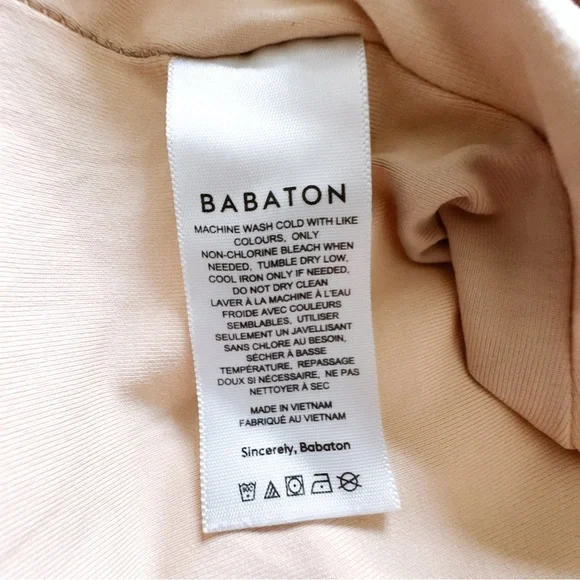 BABATON
MACHINE WASH COLD WITH LIKE
COLOURS, ONLY
NON-CHLORINE BLEACH WHEN
NEEDED, TUMBLE DRY LOW,
COOL IRON ONLY IF NEEDED,
DO NOT DRY CLEAN
LAVER À LA MACHINE À L'EAU
FROIDE AVEC COULEURS
SEMBLABLES, UTILISER
SEULEMENT UN JAVELLISANT
SANS CHLORE AU BESOIN,
SÉCHER À BASSE
TEMPÉRATURE, REPASSAGE
DOUX SI NÉCESSAIRE, NE PAS
NETTOYER À SEC
MADE IN VIETNAM
FABRIQUÉ AU VIETNAM
Sincerely, Babaton